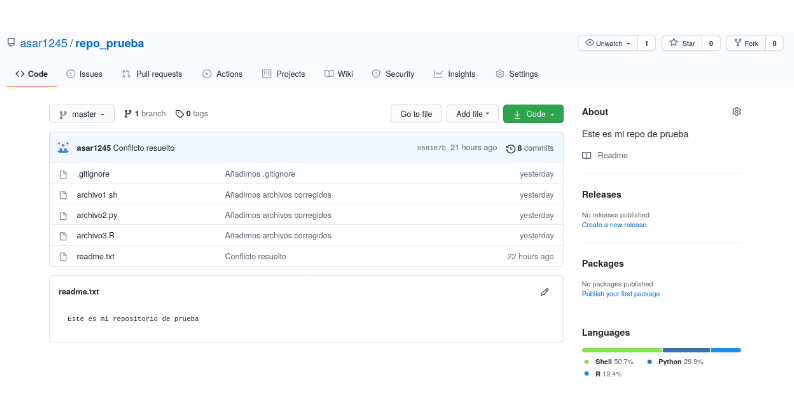 asar1245 / repo_prueba
Unwatch 1 Star 0 Fork 0
Code Issues Pull requests Actions Projects Wiki Security Insights Settings
master 1 branch 0 tags Go to file Add file Code
asar1245 Conflicto resuelto 21 hours ago 8 commits
.gitignore Añadimos .gitignore yesterday
archivo1.sh Añadimos archivos corregidos yesterday
archivo2.py Añadimos archivos corregidos yesterday
archivo3.R Añadimos archivos corregidos yesterday
readme.txt Conflicto resuelto 22 hours ago
readme.txt
Este es mi repositorio de prueba
About
Este es mi repo de prueba
Readme
Releases
No releases published
Create a new release
Packages
No packages published
Publish your first package
Languages
Shell 50.7% Python 29.9%
R 19.4%